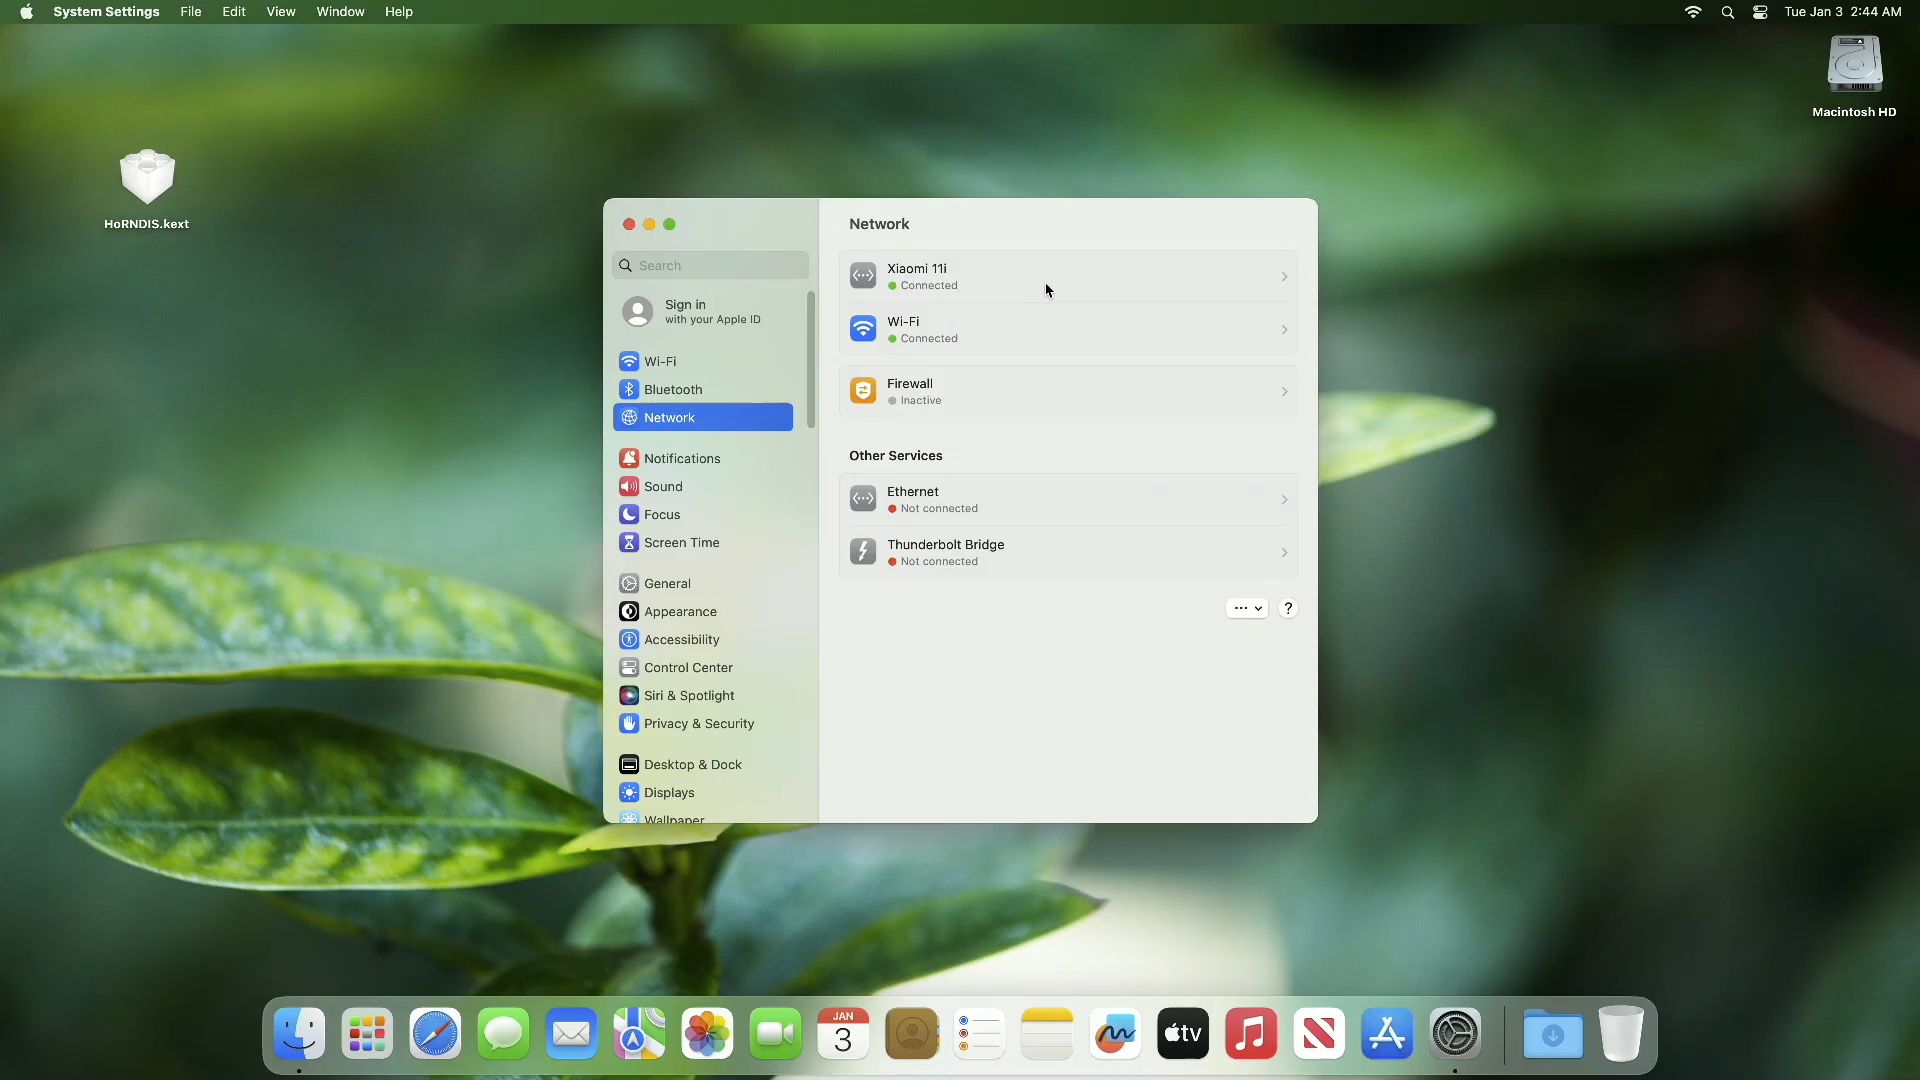 System Settings File Edit View Window Help Tue Jan 3 2:44 AM
Macintosh HD
HoRNDIS.kext
Search
Sign in
with your Apple ID
Wi-Fi
Bluetooth
Network
Notifications
Sound
Focus
Screen Time
General
Appearance
Accessibility
Control Center
Siri & Spotlight
Privacy & Security
Desktop & Dock
Displays
Wallpaper
Network
Xiaomi 11i
Connected
Wi-Fi
Connected
Firewall
Inactive
Other Services
Ethernet
Not connected
Thunderbolt Bridge
Not connected
?
JAN
3
tv